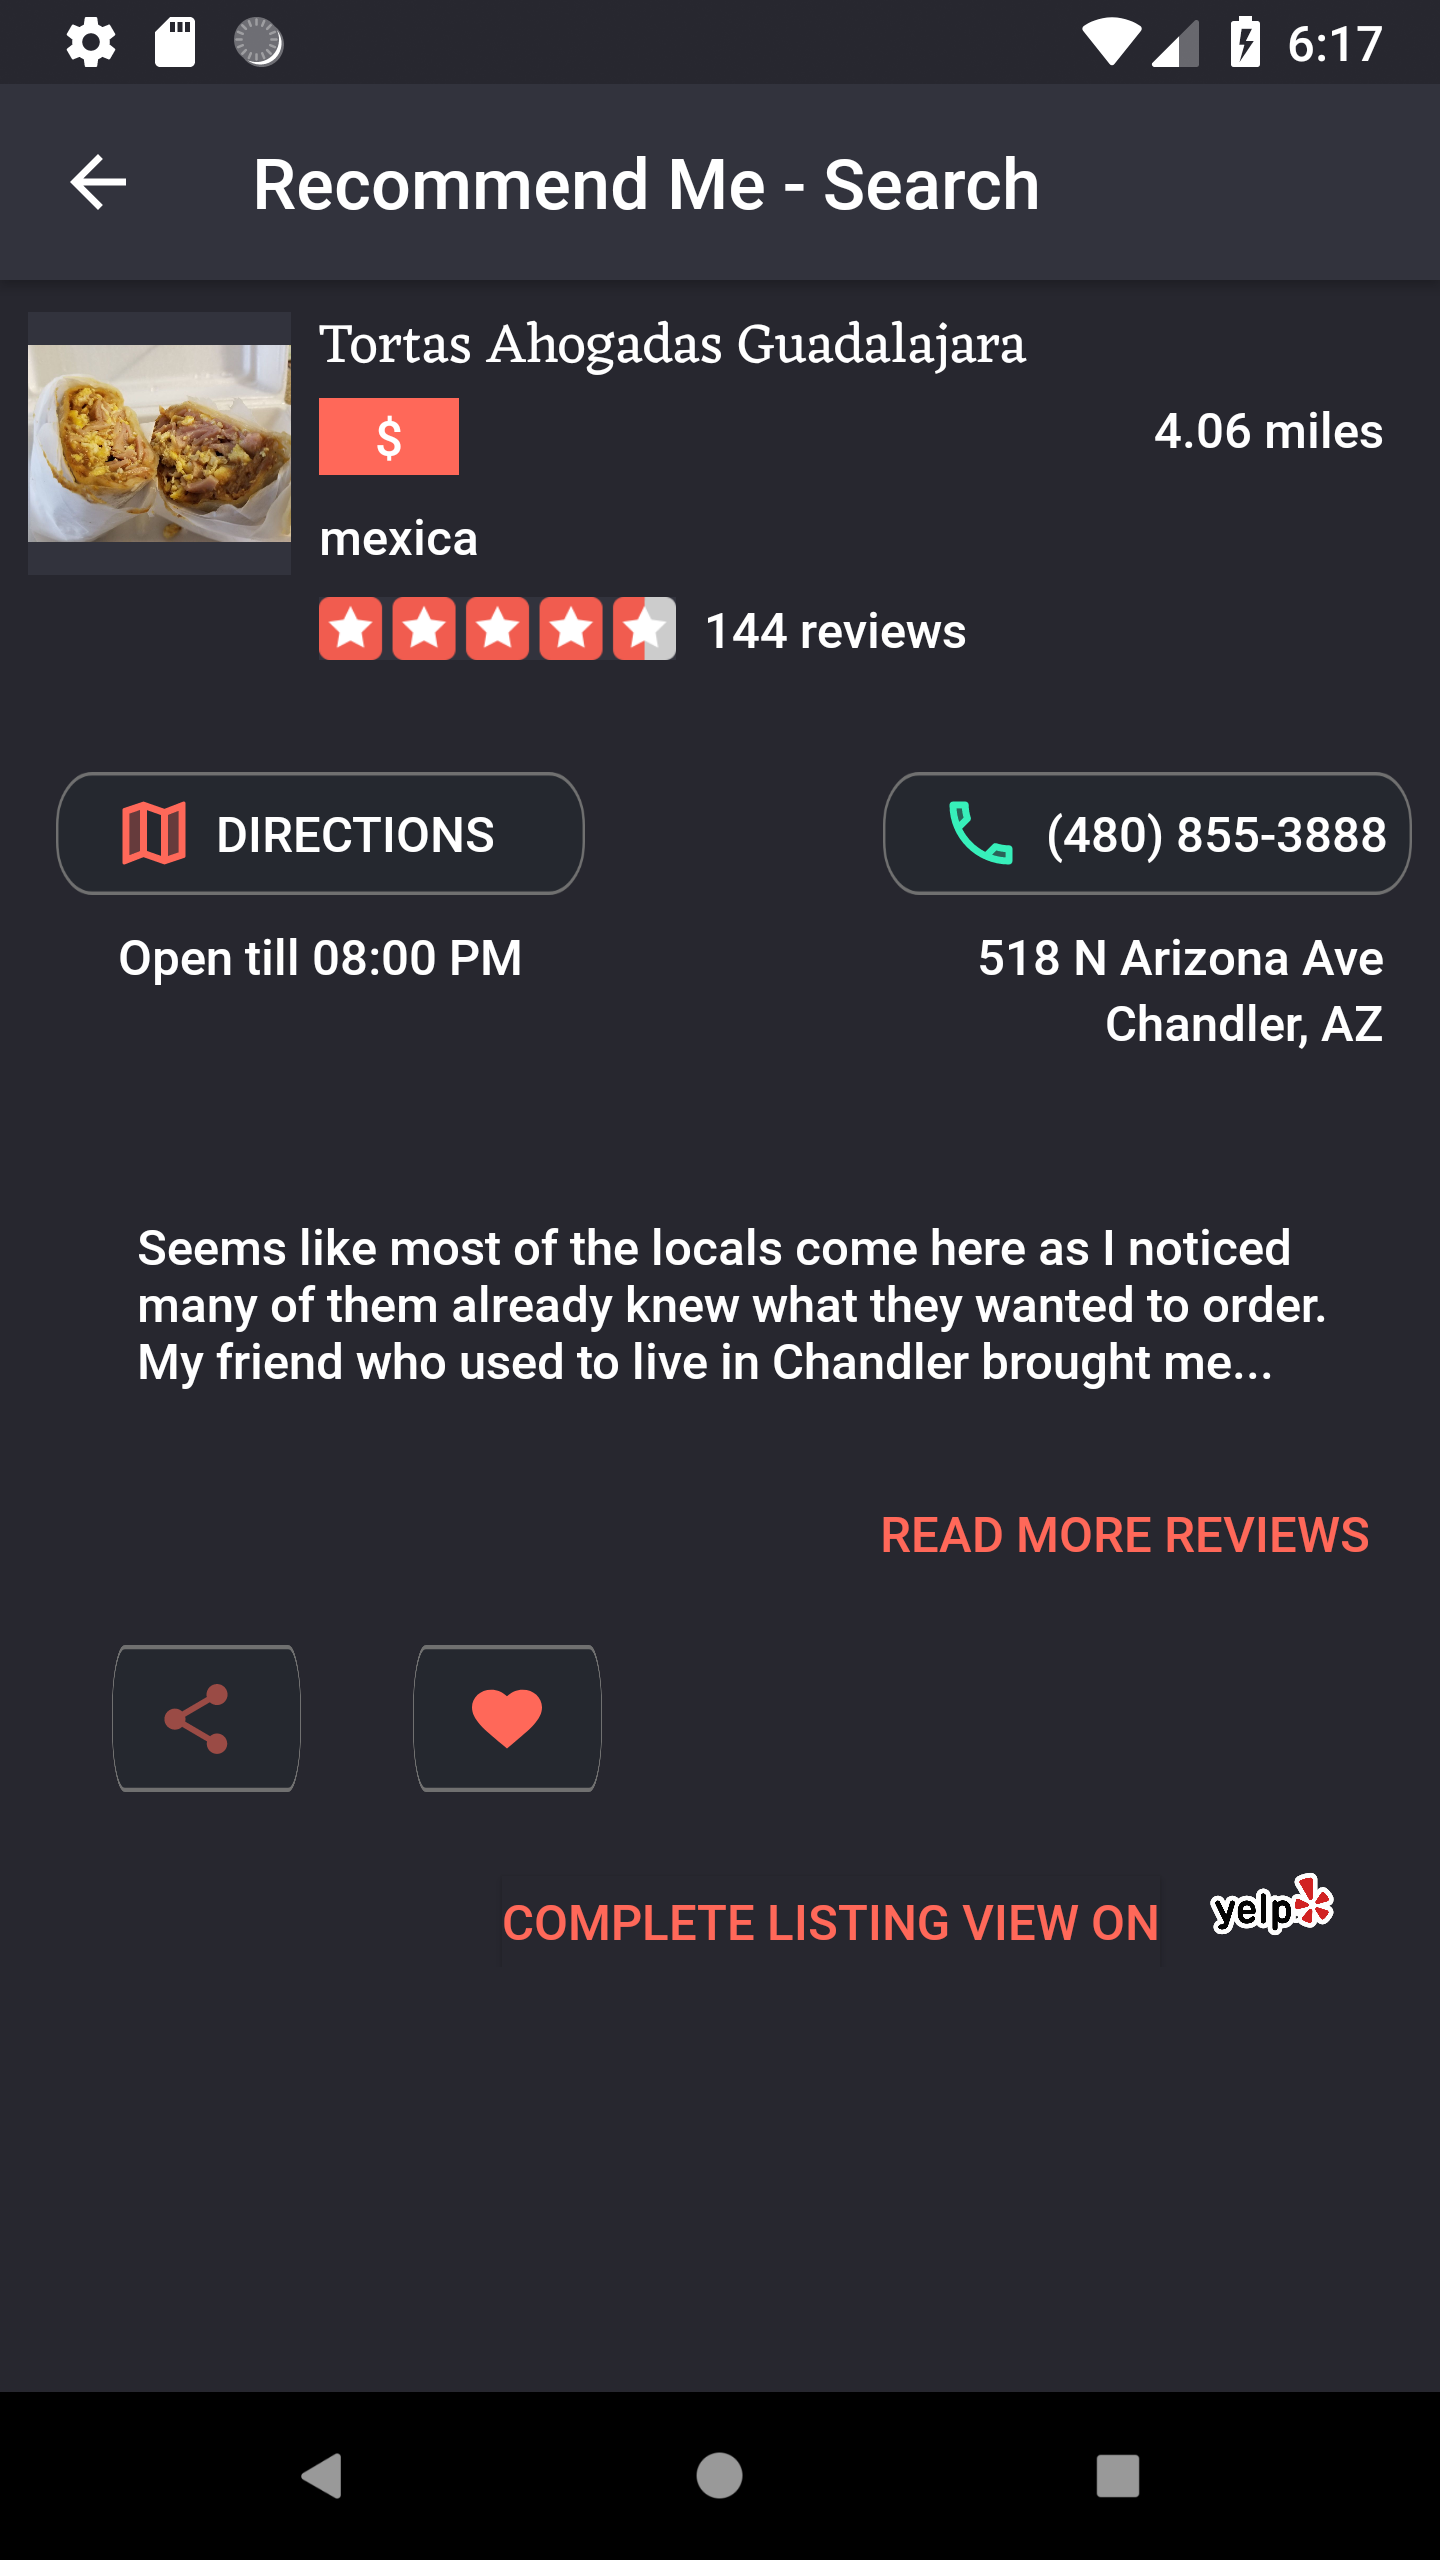 6:17
Recommend Me - Search
Tortas Ahogadas Guadalajara
$
4.06 miles
mexica
144 reviews
DIRECTIONS
(480) 855-3888
Open till 08:00 PM
518 N Arizona Ave
Chandler, AZ
Seems like most of the locals come here as I noticed
many of them already knew what they wanted to order.
My friend who used to live in Chandler brought me...
READ MORE REVIEWS
COMPLETE LISTING VIEW ON
yelp